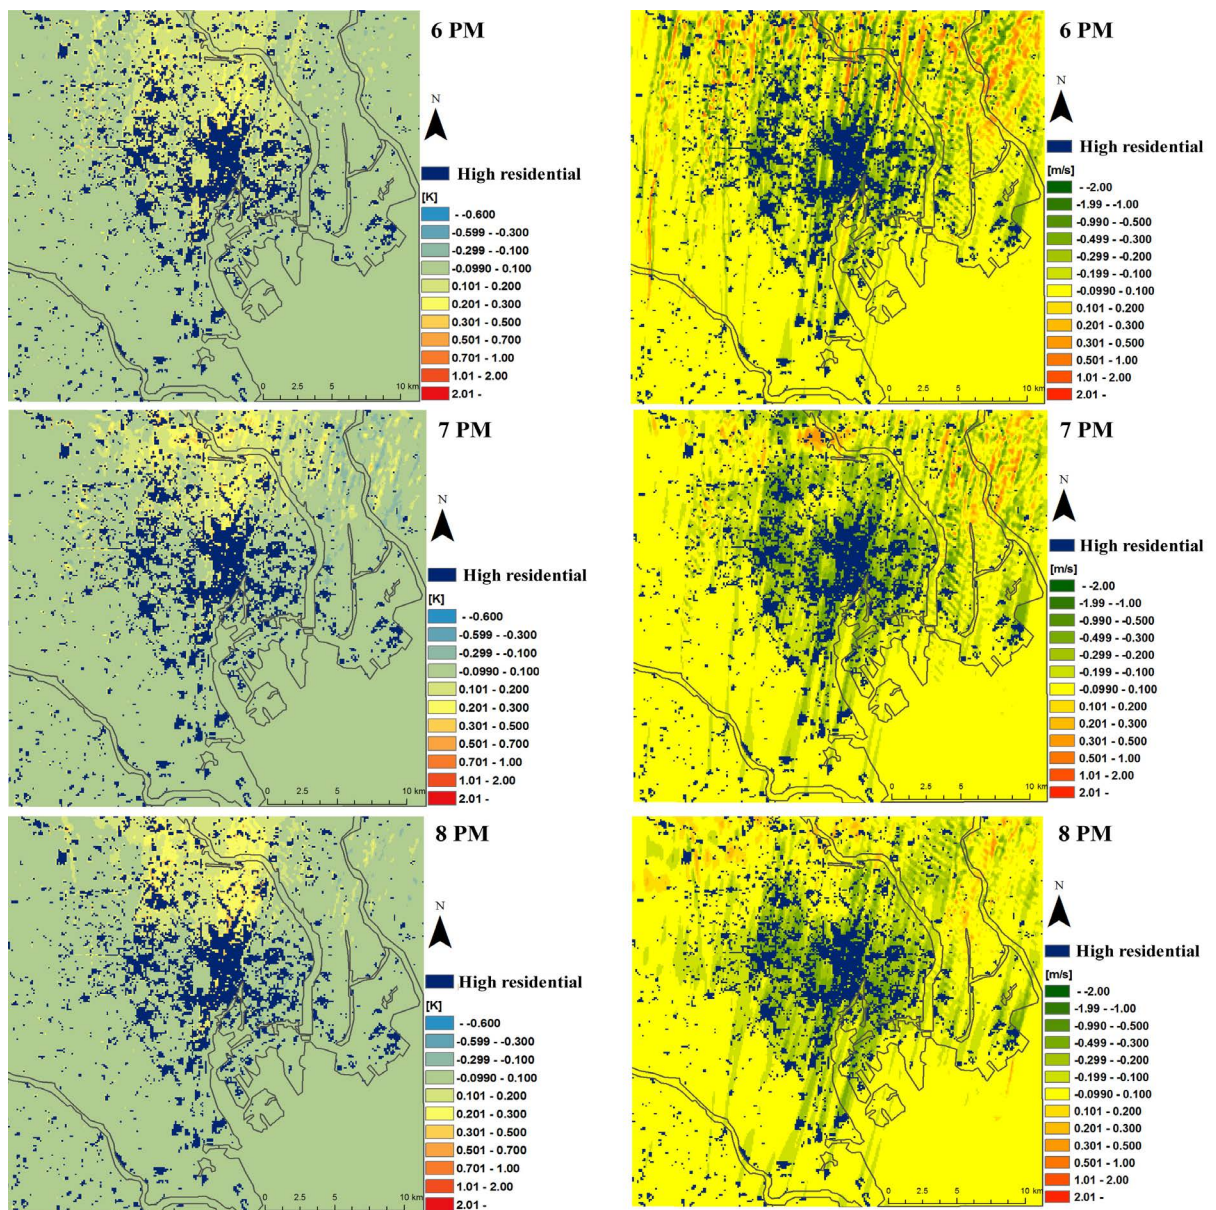 6 PM
N
High residential
[K]
- -0.600
-0.599 - -0.300
-0.299 - -0.100
-0.0990 - 0.100
0.101 - 0.200
0.201 - 0.300
0.301 - 0.500
0.501 - 0.700
0.701 - 1.00
1.01 - 2.00
2.01 -
0 2.5 5 10 km
6 PM
N
High residential
[m/s]
- -2.00
-1.99 - -1.00
-0.990 - -0.500
-0.499 - -0.300
-0.299 - -0.200
-0.199 - -0.100
-0.0990 - 0.100
0.101 - 0.200
0.201 - 0.300
0.301 - 0.500
0.501 - 1.00
1.01 - 2.00
2.01 -
0 2.5 5 10 km
7 PM
N
High residential
[K]
- -0.600
-0.599 - -0.300
-0.299 - -0.100
-0.0990 - 0.100
0.101 - 0.200
0.201 - 0.300
0.301 - 0.500
0.501 - 0.700
0.701 - 1.00
1.01 - 2.00
2.01 -
0 2.5 5 10 km
7 PM
N
High residential
[m/s]
- -2.00
-1.99 - -1.00
-0.990 - -0.500
-0.499 - -0.300
-0.299 - -0.200
-0.199 - -0.100
-0.0990 - 0.100
0.101 - 0.200
0.201 - 0.300
0.301 - 0.500
0.501 - 1.00
1.01 - 2.00
2.01 -
0 2.5 5 10 km
8 PM
N
High residential
[K]
- -0.600
-0.599 - -0.300
-0.299 - -0.100
-0.0990 - 0.100
0.101 - 0.200
0.201 - 0.300
0.301 - 0.500
0.501 - 0.700
0.701 - 1.00
1.01 - 2.00
2.01 -
0 2.5 5 10 km
8 PM
N
High residential
[m/s]
- -2.00
-1.99 - -1.00
-0.990 - -0.500
-0.499 - -0.300
-0.299 - -0.200
-0.199 - -0.100
-0.0990 - 0.100
0.101 - 0.200
0.201 - 0.300
0.301 - 0.500
0.501 - 1.00
1.01 - 2.00
2.01 -
0 2.5 5 10 km